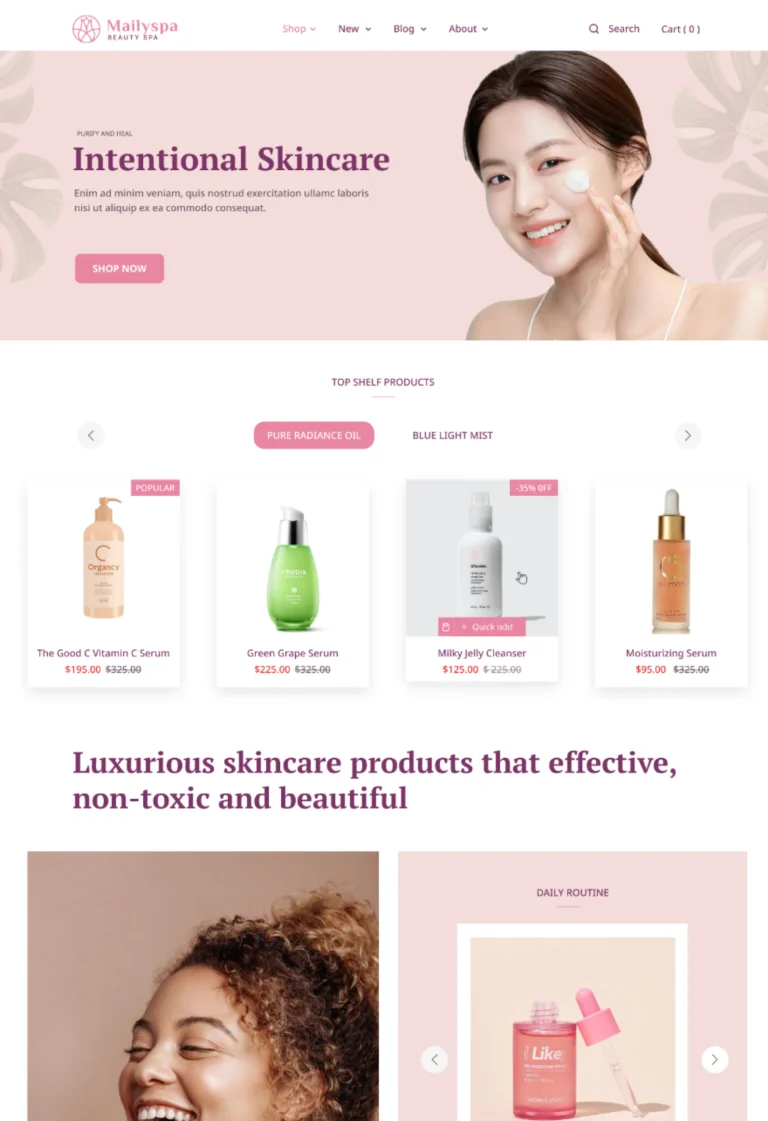 Mailyspa
BEAUTY SPA
Shop
New
Blog
About
Search
Cart ( 0 )
PURIFY AND HEAL
Intentional Skincare
Enim ad minim veniam, quis nostrud exercitation ullamc laboris
nisi ut aliquip ex ea commodo consequat.
SHOP NOW
TOP SHELF PRODUCTS
PURE RADIANCE OIL
BLUE LIGHT MIST
POPULAR
-35% OFF
C
Organcy
+ Quick add
The Good C Vitamin C Serum
$195.00 $325.00
Green Grape Serum
$225.00 $325.00
Milky Jelly Cleanser
$125.00 $ 225.00
Moisturizing Serum
$95.00 $325.00
Luxurious skincare products that effective,
non-toxic and beautiful
DAILY ROUTINE
Like